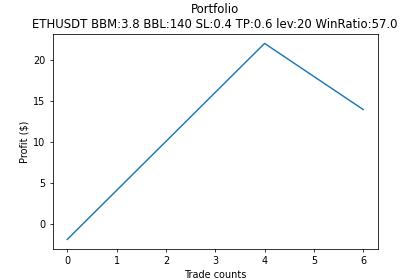 Portfolio
ETHUSDT BBM:3.8 BBL:140 SL:0.4 TP:0.6 lev:20 WinRatio:57.0
20
15
10
5
0
Profit ($)
0 1 2 3 4 5 6
Trade counts